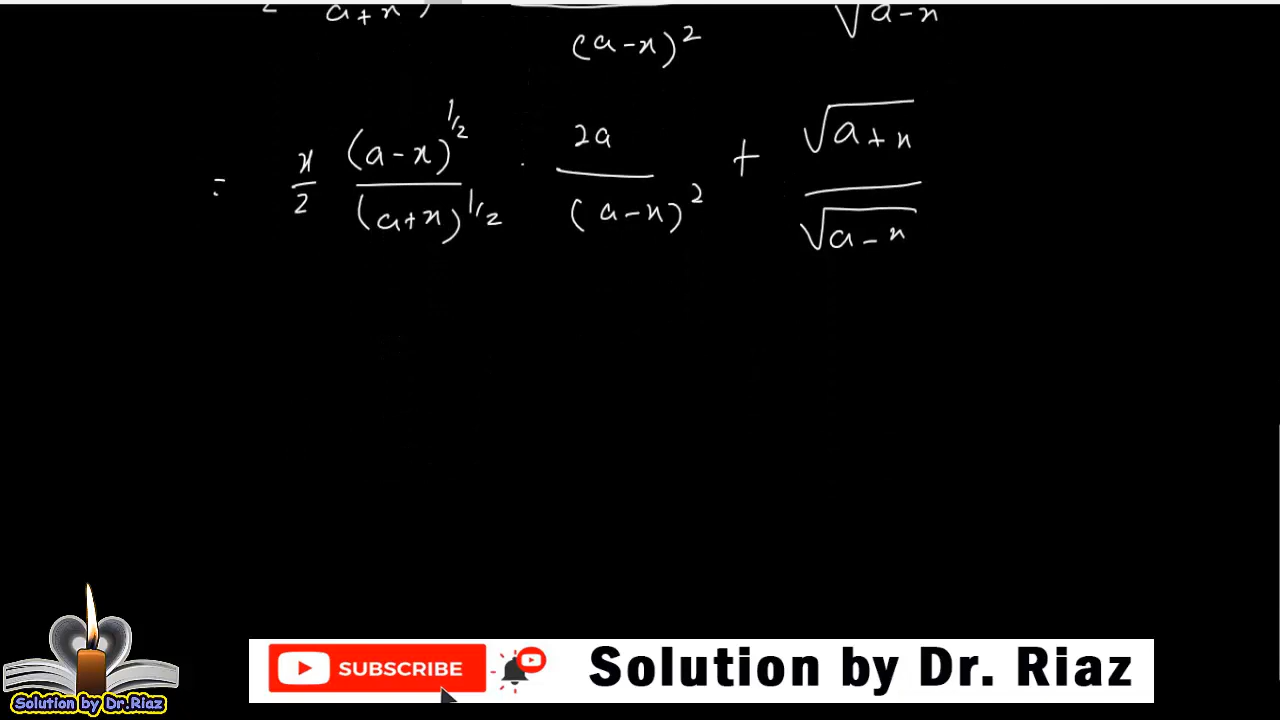 a+x) (a-x)^2 √a-x
= x/2 (a-x)^1/2 / (a+x)^1/2 . 2a / (a-x)^2 + √a+x / √a-x
SUBSCRIBE
Solution by Dr. Riaz
Solution by Dr.Riaz